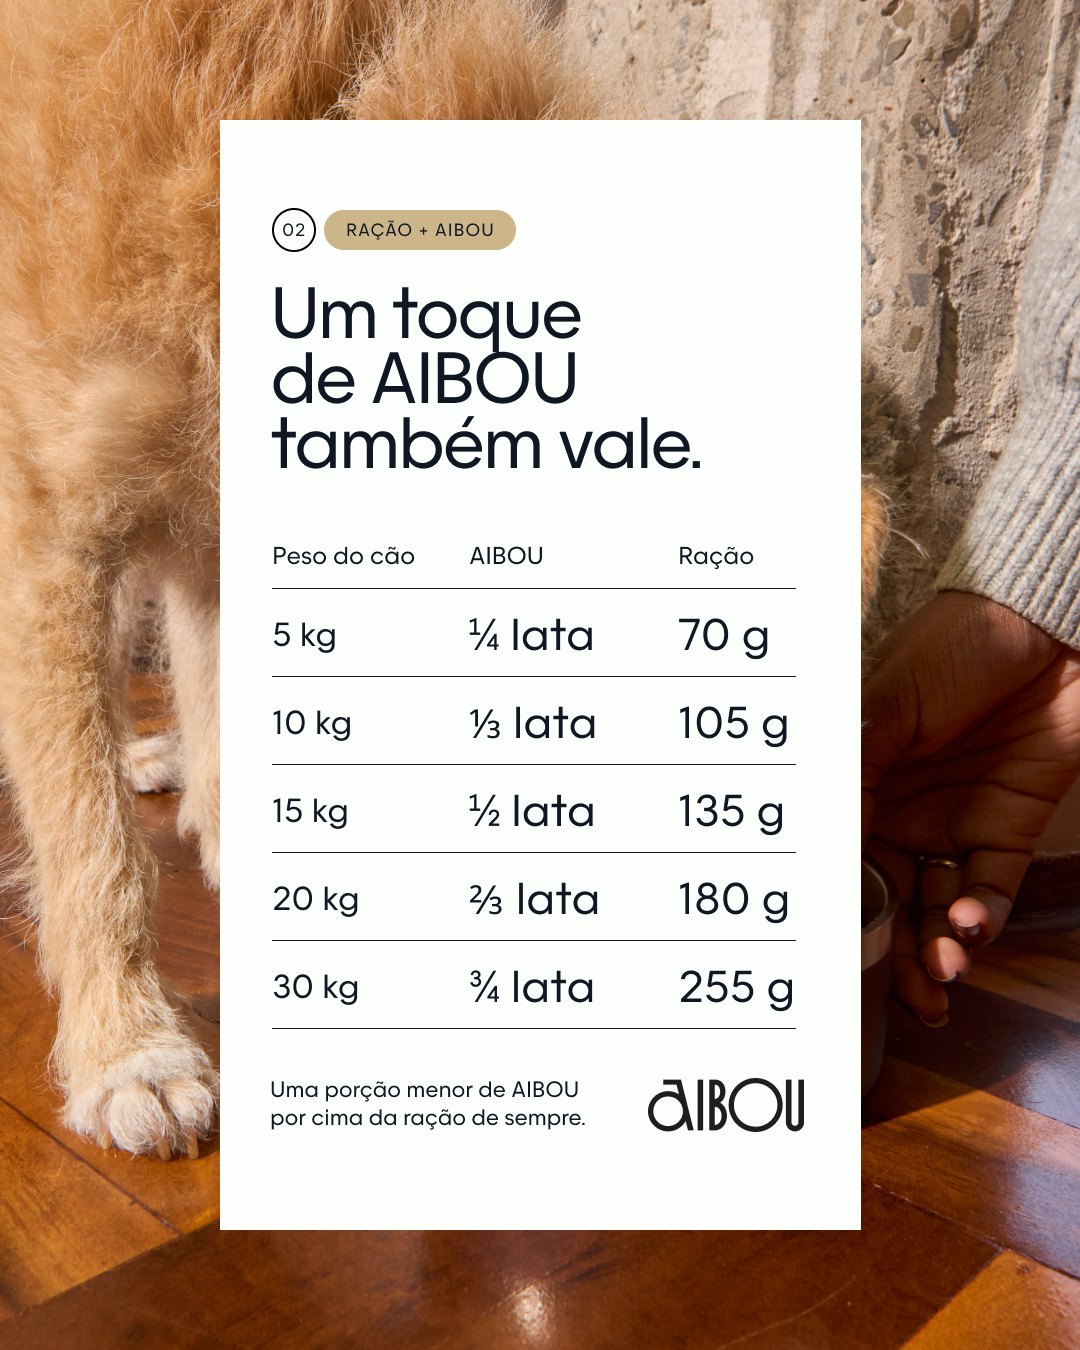 02 RAÇÃO + AIBOU
Um toque
de AIBOU
também vale.
Peso do cão AIBOU Ração
5 kg ¼ lata 70 g
10 kg ⅓ lata 105 g
15 kg ½ lata 135 g
20 kg ⅔ lata 180 g
30 kg ¾ lata 255 g
Uma porção menor de AIBOU
por cima da ração de sempre.
AIBOU